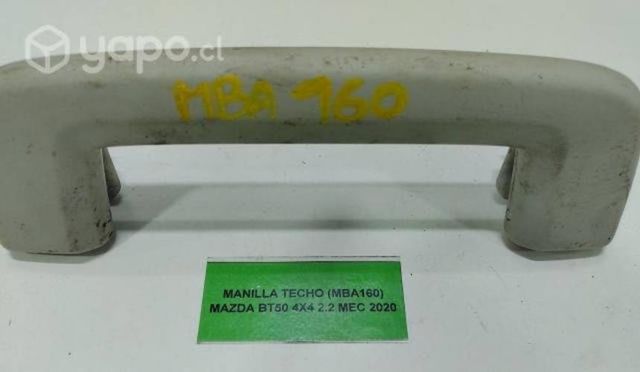 yapo.cl
MBA 160
MANILLA TECHO (MBA160)
MAZDA BT50 4X4 2.2 MEC 2020